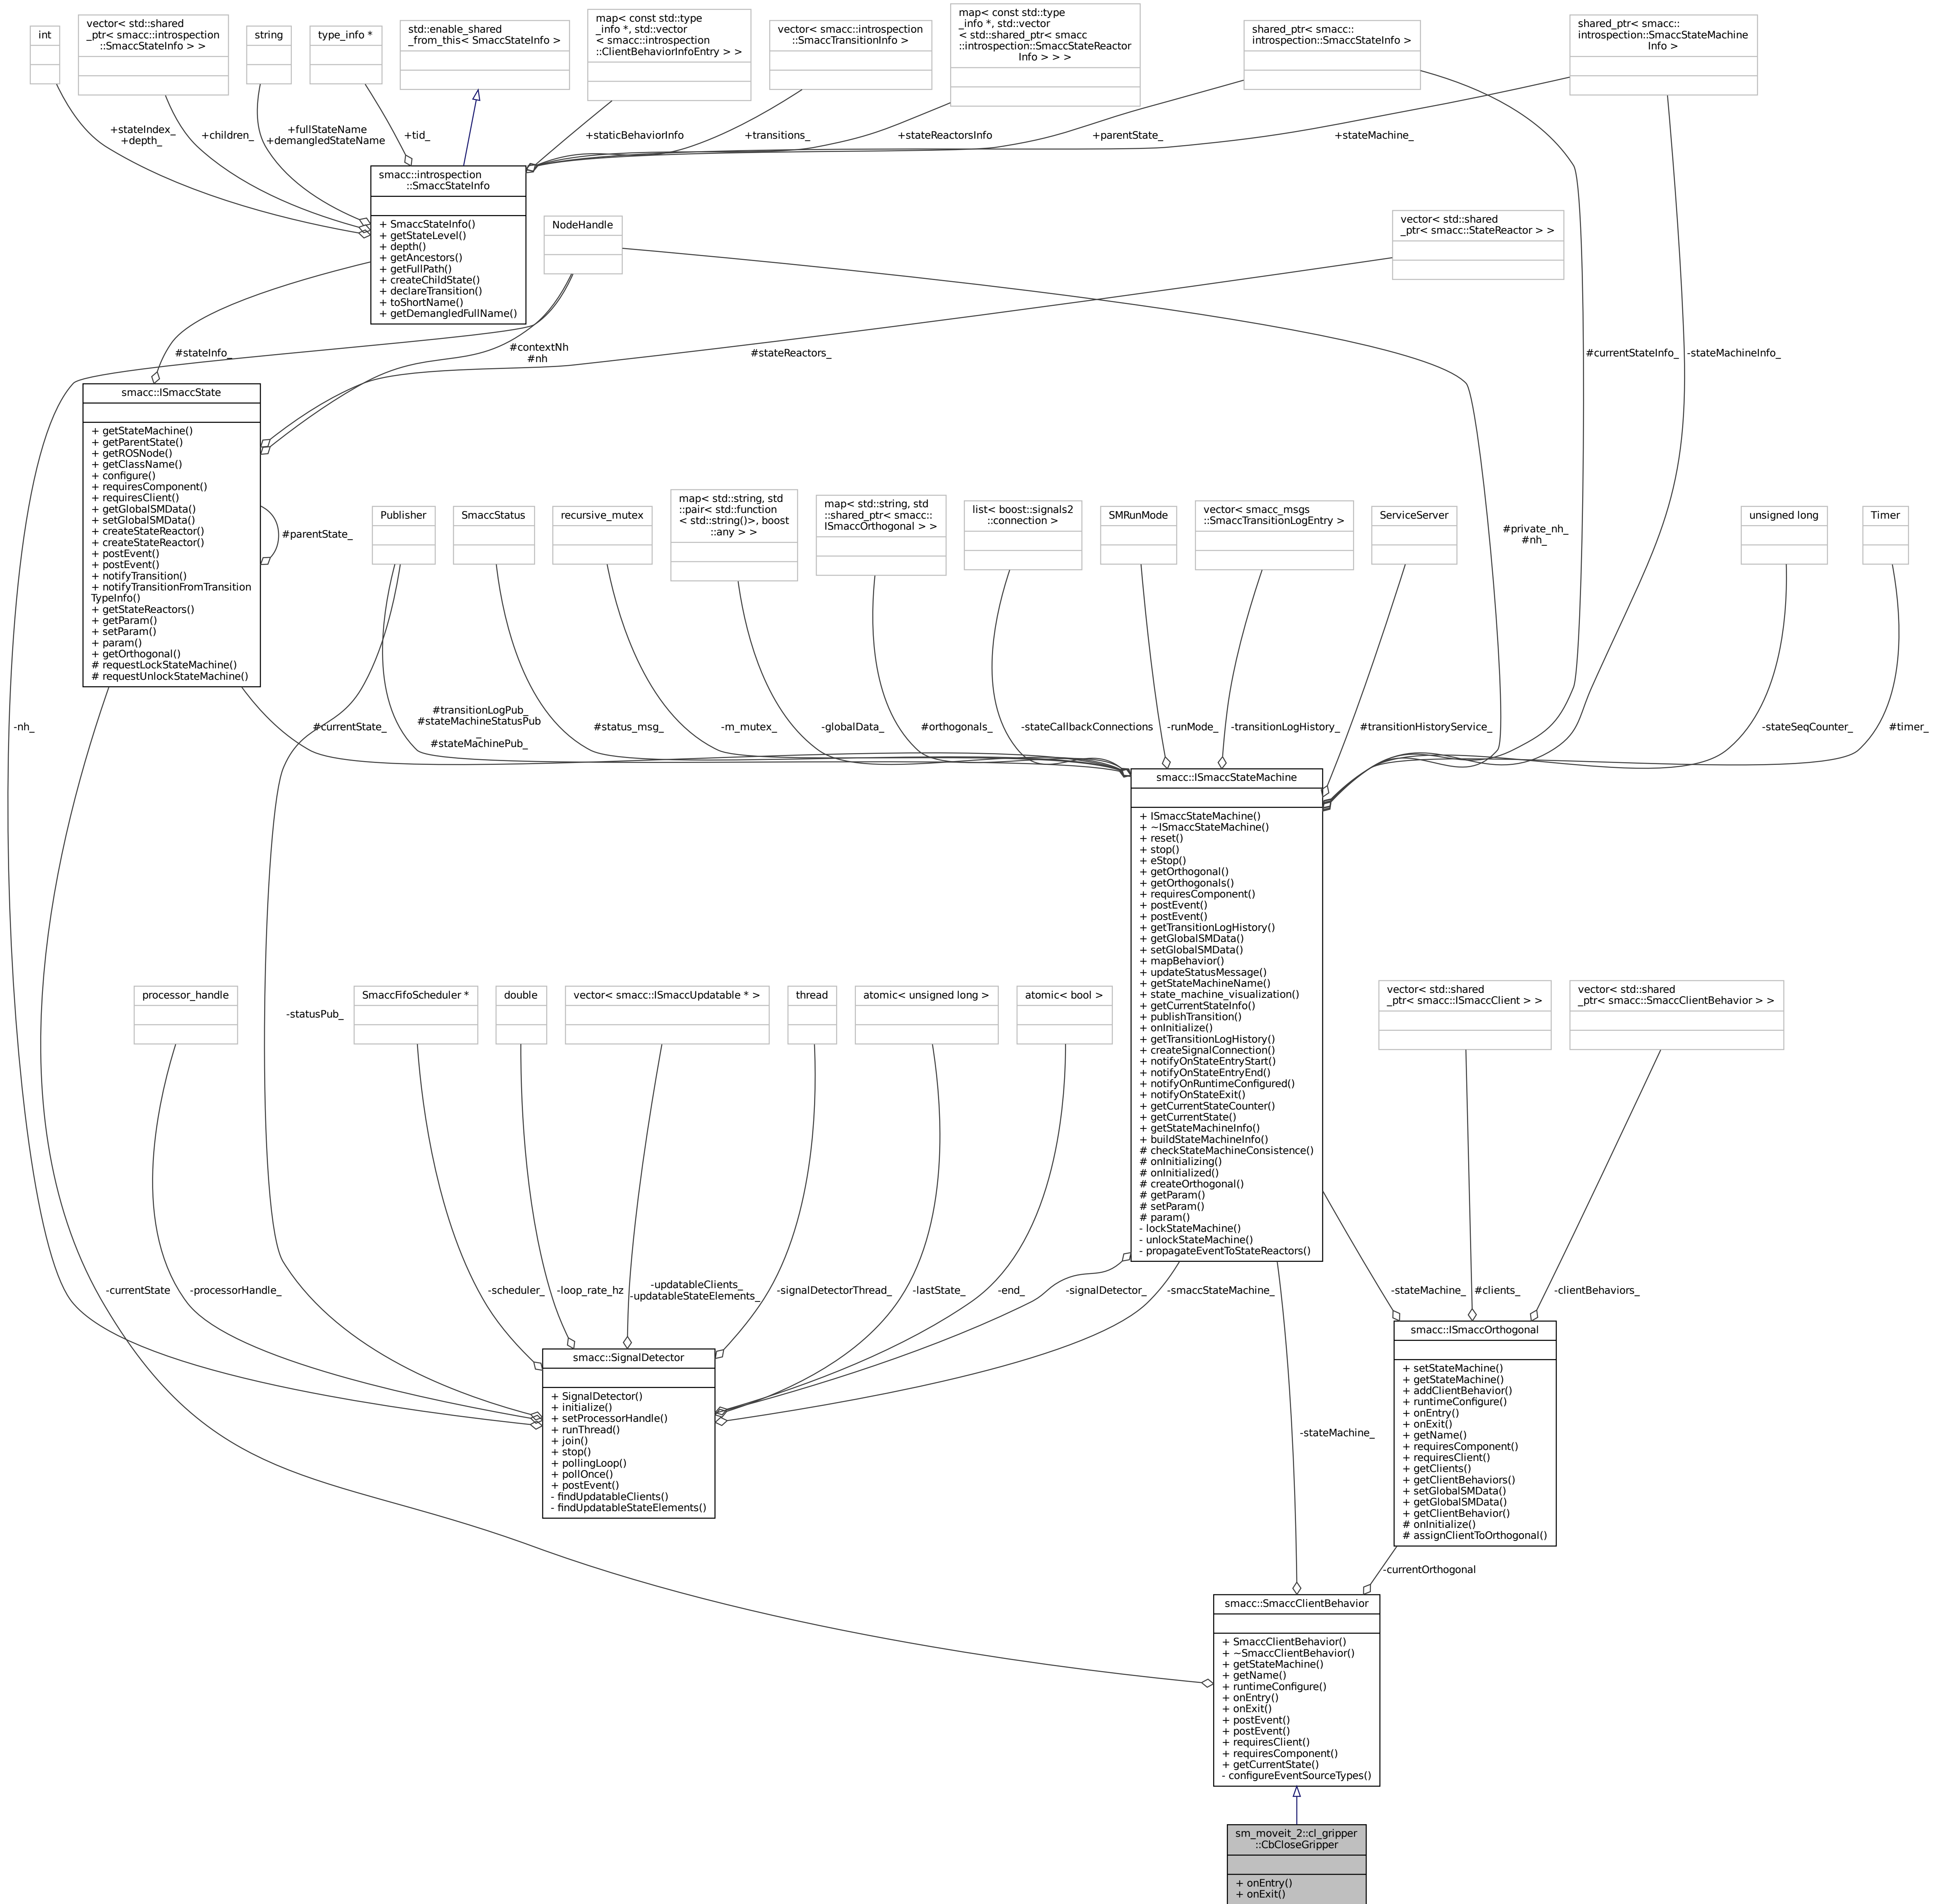 int
vector< std::shared
_ptr< smacc::introspection
::SmaccStateInfo > >
string
type_info *
std::enable_shared
_from_this< SmaccStateInfo >
map< const std::type
_info *, std::vector
< smacc::introspection
::ClientBehaviorInfoEntry > >
vector< smacc::introspection
::SmaccTransitionInfo >
map< const std::type
_info *, std::vector
< std::shared_ptr< smacc
::introspection::SmaccStateReactor
Info > > >
shared_ptr< smacc::
introspection::SmaccStateInfo >
shared_ptr< smacc::
introspection::SmaccStateMachine
Info >
+stateIndex_
+depth_
+children_
+fullStateName
+demangledStateName
+tid_
+staticBehaviorInfo
+transitions_
+stateReactorsInfo
+parentState_
+stateMachine_
smacc::introspection
::SmaccStateInfo
+ SmaccStateInfo()
+ getStateLevel()
+ depth()
+ getAncestors()
+ getFullPath()
+ createChildState()
+ declareTransition()
+ toShortName()
+ getDemangledFullName()
NodeHandle
vector< std::shared
_ptr< smacc::StateReactor > >
#stateInfo_
#contextNh
#nh
#stateReactors_
#currentStateInfo_
-stateMachineInfo_
smacc::ISmaccState
+ getStateMachine()
+ getParentState()
+ getROSNode()
+ getClassName()
+ configure()
+ requiresComponent()
+ requiresClient()
+ getGlobalSMData()
+ setGlobalSMData()
+ createStateReactor()
+ createStateReactor()
+ postEvent()
+ postEvent()
+ notifyTransition()
+ notifyTransitionFromTransition
TypeInfo()
+ getStateReactors()
+ getParam()
+ setParam()
+ param()
+ getOrthogonal()
# requestLockStateMachine()
# requestUnlockStateMachine()
#parentState_
Publisher
SmaccStatus
recursive_mutex
map< std::string, std
::pair< std::function
< std::string()>, boost
::any > >
map< std::string, std
::shared_ptr< smacc::
ISmaccOrthogonal > >
list< boost::signals2
::connection >
SMRunMode
vector< smacc_msgs
::SmaccTransitionLogEntry >
ServiceServer
#private_nh_
#nh_
unsigned long
Timer
-nh_
#currentState_
#transitionLogPub_
#stateMachineStatusPub
_
#stateMachinePub_
#status_msg_
-m_mutex_
-globalData_
#orthogonals_
-stateCallbackConnections
-runMode_
-transitionLogHistory_
#transitionHistoryService_
-stateSeqCounter_
#timer_
smacc::ISmaccStateMachine
+ ISmaccStateMachine()
+ ~ISmaccStateMachine()
+ reset()
+ stop()
+ eStop()
+ getOrthogonal()
+ getOrthogonals()
+ requiresComponent()
+ postEvent()
+ postEvent()
+ getTransitionLogHistory()
+ getGlobalSMData()
+ setGlobalSMData()
+ mapBehavior()
+ updateStatusMessage()
+ getStateMachineName()
+ state_machine_visualization()
+ getCurrentStateInfo()
+ publishTransition()
+ onInitialize()
+ getTransitionLogHistory()
+ createSignalConnection()
+ notifyOnStateEntryStart()
+ notifyOnStateEntryEnd()
+ notifyOnRuntimeConfigured()
+ notifyOnStateExit()
+ getCurrentStateCounter()
+ getCurrentState()
+ getStateMachineInfo()
+ buildStateMachineInfo()
# checkStateMachineConsistence()
# onInitializing()
# onInitialized()
# createOrthogonal()
# getParam()
# setParam()
# param()
- lockStateMachine()
- unlockStateMachine()
- propagateEventToStateReactors()
processor_handle
-statusPub_
SmaccFifoScheduler *
double
vector< smacc::ISmaccUpdatable * >
thread
atomic< unsigned long >
atomic< bool >
vector< std::shared
_ptr< smacc::ISmaccClient > >
vector< std::shared
_ptr< smacc::SmaccClientBehavior > >
-currentState
-processorHandle_
-scheduler_
-loop_rate_hz
-updatableClients_
-updatableStateElements_
-signalDetectorThread_
-lastState_
-end_
-signalDetector_
-smaccStateMachine_
-stateMachine_
#clients_
-clientBehaviors_
smacc::SignalDetector
+ SignalDetector()
+ initialize()
+ setProcessorHandle()
+ runThread()
+ join()
+ stop()
+ pollingLoop()
+ pollOnce()
+ postEvent()
- findUpdatableClients()
- findUpdatableStateElements()
smacc::ISmaccOrthogonal
+ setStateMachine()
+ getStateMachine()
+ addClientBehavior()
+ runtimeConfigure()
+ onEntry()
+ onExit()
+ getName()
+ requiresComponent()
+ requiresClient()
+ getClients()
+ getClientBehaviors()
+ setGlobalSMData()
+ getGlobalSMData()
+ getClientBehavior()
# onInitialize()
# assignClientToOrthogonal()
-stateMachine_
-currentOrthogonal
smacc::SmaccClientBehavior
+ SmaccClientBehavior()
+ ~SmaccClientBehavior()
+ getStateMachine()
+ getName()
+ runtimeConfigure()
+ onEntry()
+ onExit()
+ postEvent()
+ postEvent()
+ requiresClient()
+ requiresComponent()
+ getCurrentState()
- configureEventSourceTypes()
sm_moveit_2::cl_gripper
::CbCloseGripper
+ onEntry()
+ onExit()